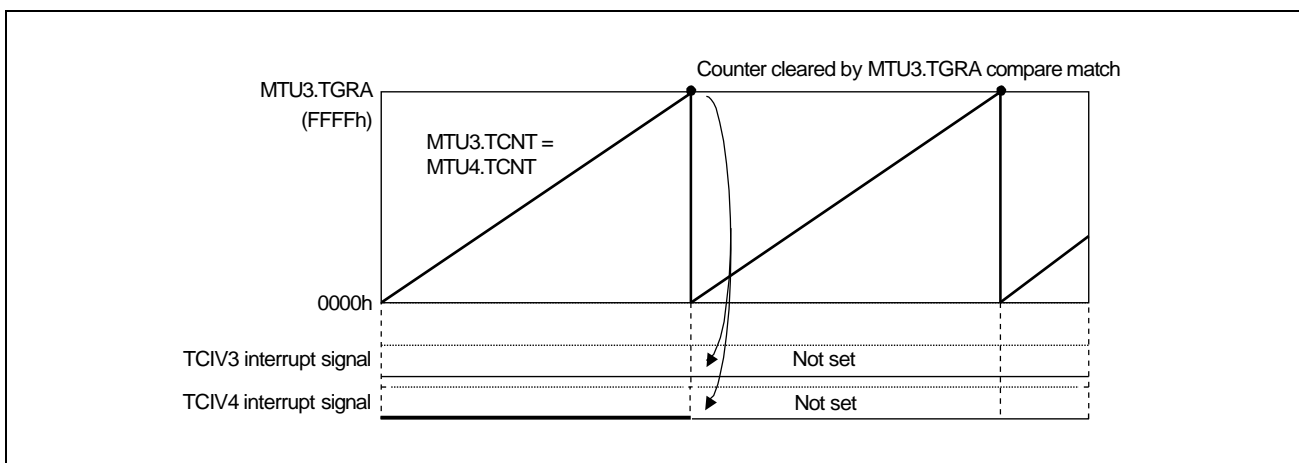 Counter cleared by MTU3.TGRA compare match
MTU3.TGRA
(FFFFh)
MTU3.TCNT =
MTU4.TCNT
0000h
TCIV3 interrupt signal
Not set
TCIV4 interrupt signal
Not set